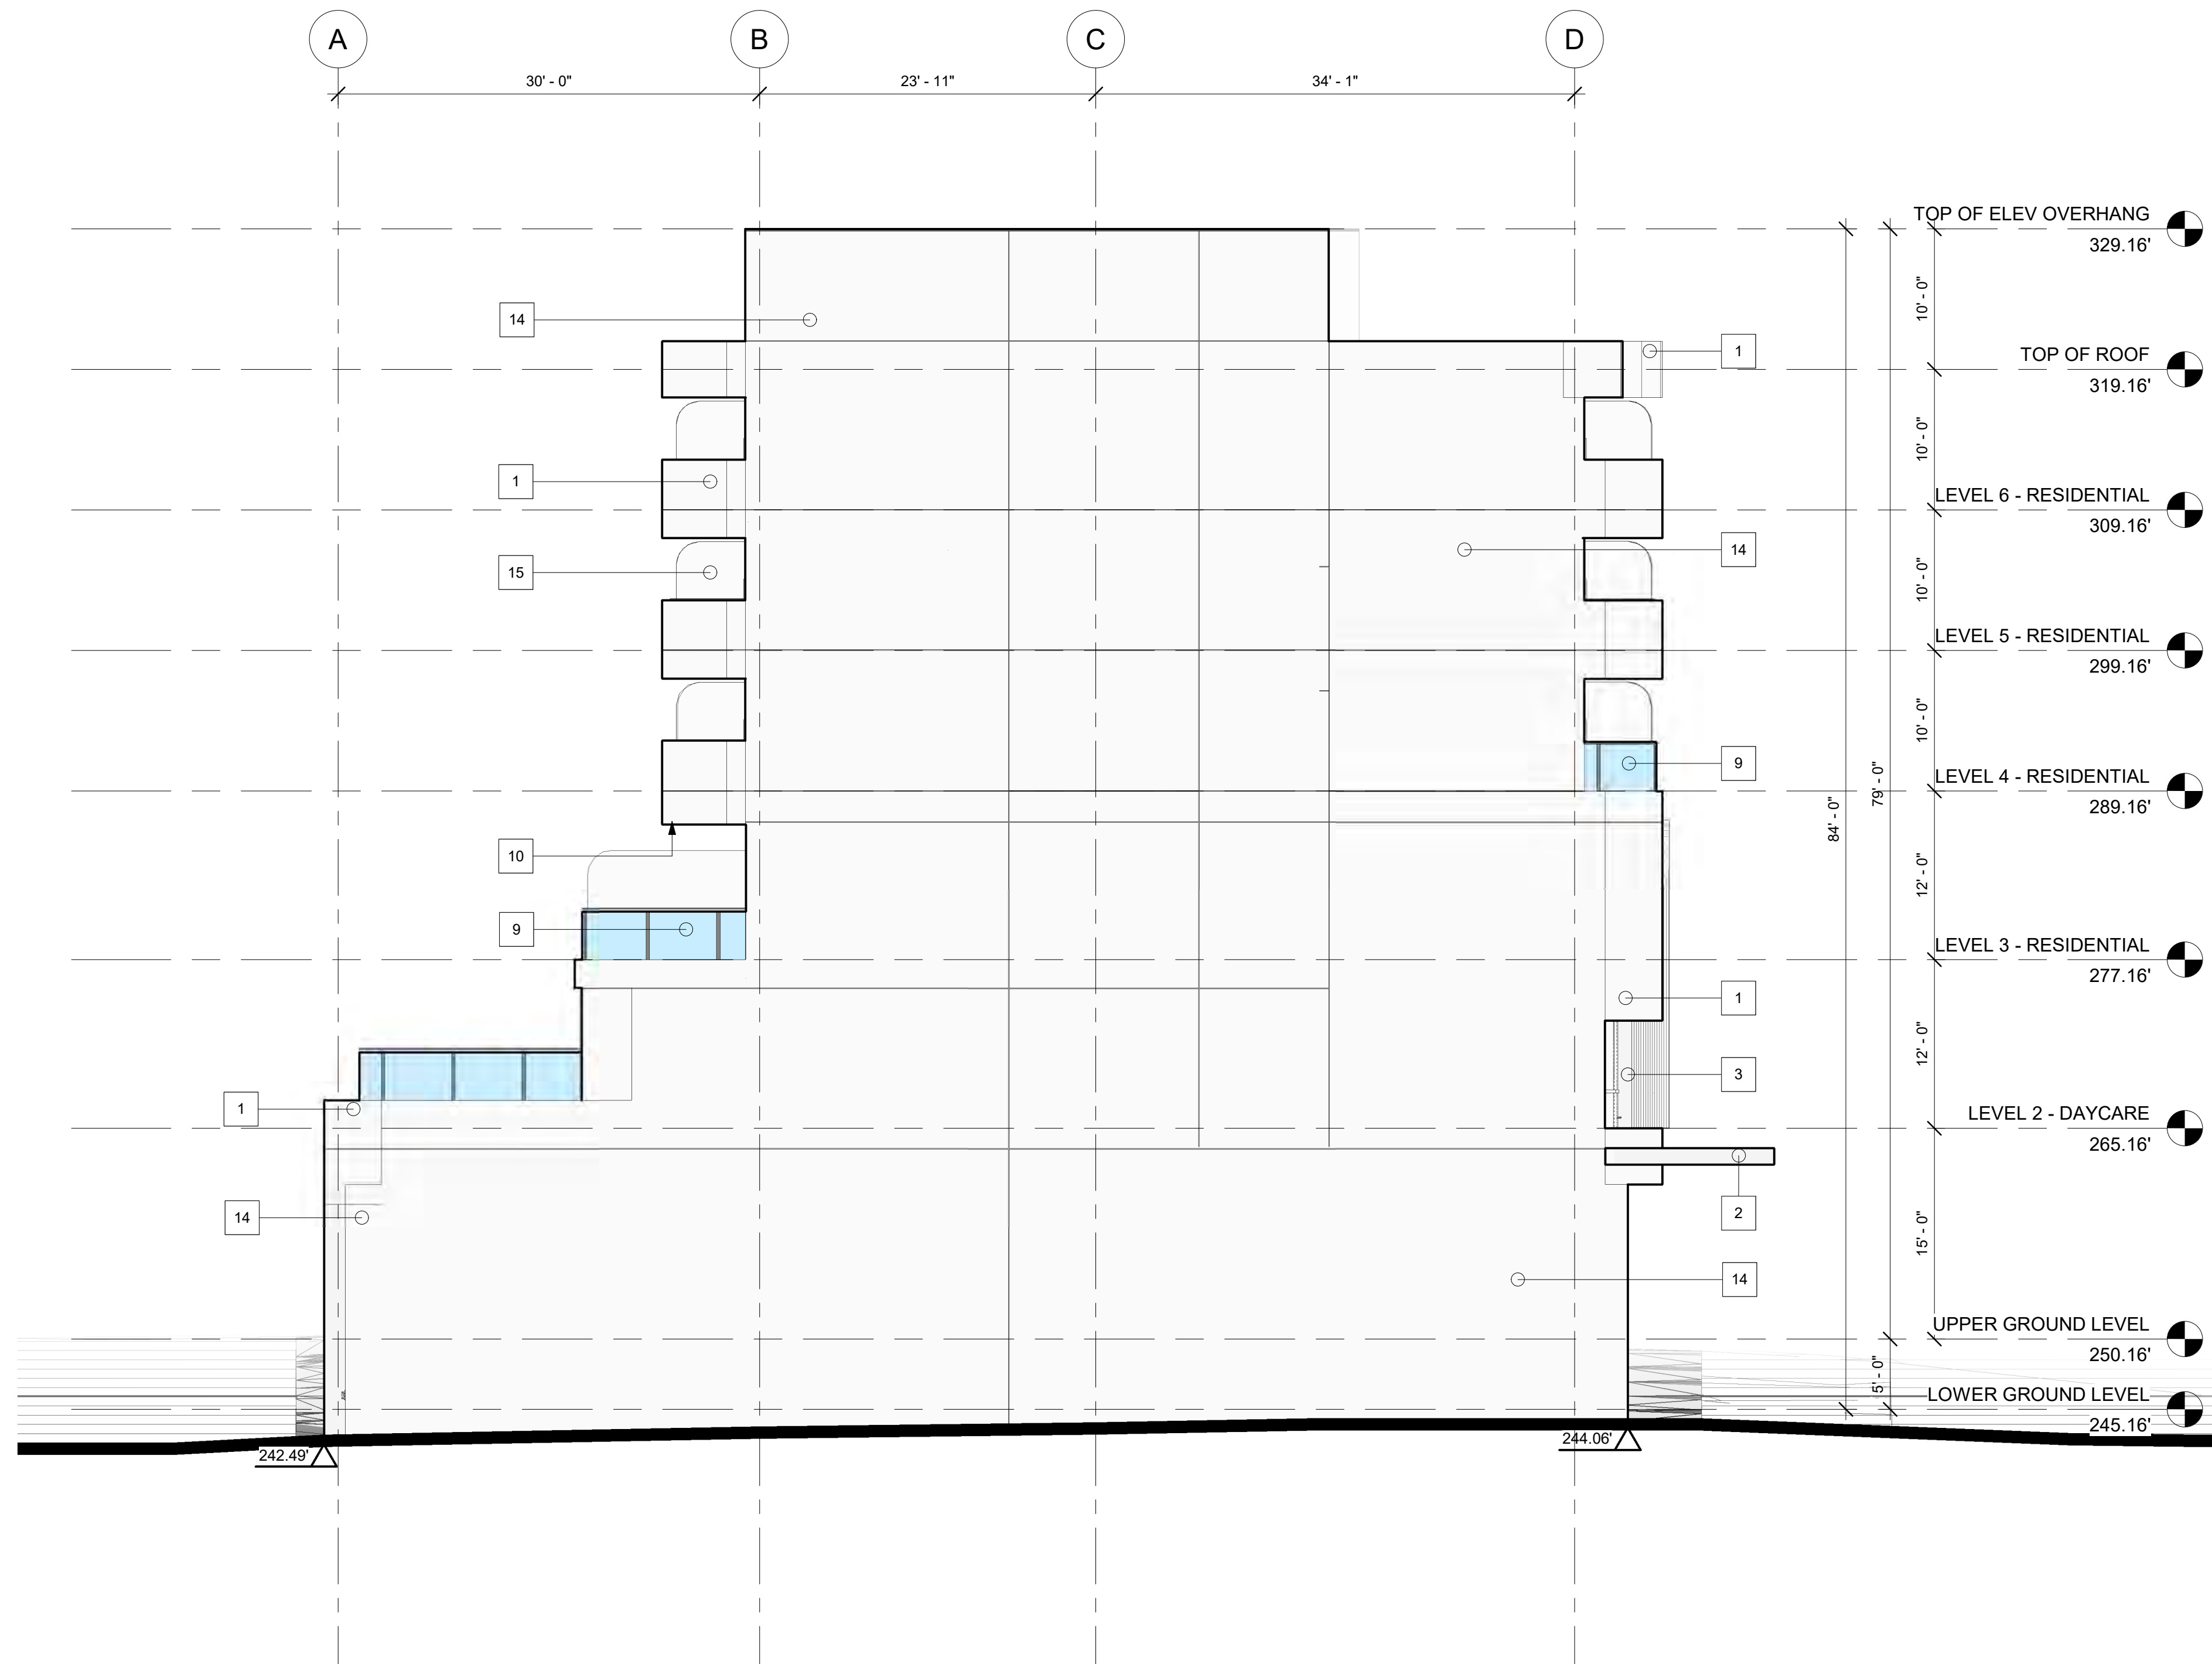 A
B
C
D
30' - 0"
23' - 11"
34' - 1"
TOP OF ELEV OVERHANG
329.16'
10' - 0"
14
1
TOP OF ROOF
319.16'
10' - 0"
1
LEVEL 6 - RESIDENTIAL
309.16'
14
15
10' - 0"
LEVEL 5 - RESIDENTIAL
299.16'
10' - 0"
9
LEVEL 4 - RESIDENTIAL
289.16'
79' - 0"
84' - 0"
10
12' - 0"
9
LEVEL 3 - RESIDENTIAL
277.16'
1
12' - 0"
3
1
LEVEL 2 - DAYCARE
265.16'
14
2
15' - 0"
14
UPPER GROUND LEVEL
250.16'
5' - 0"
LOWER GROUND LEVEL
245.16'
242.49'
244.06'